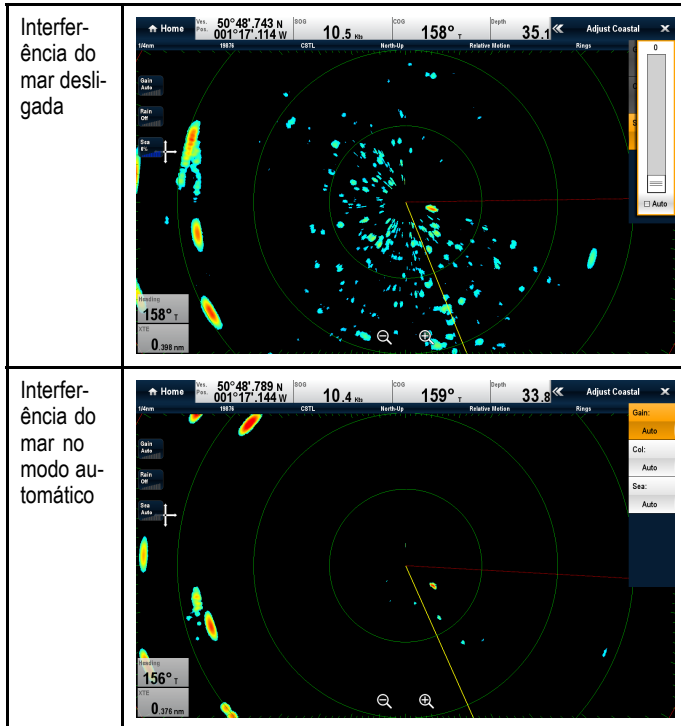 Interfer-
ência do
mar desli-
gada
Home
Ves. Pos. 50°48'.743 N 001°17'.114 W
SOG 10.5 Kts
COG 158° T
Depth 35.1
Adjust Coastal X
1/4nm 19876 CSTL North-Up Relative Motion Rings
Gain
Auto
Rain
Off
Sea
0%
0
Auto
Heading
158° T
XTE
0.398 nm
Interfer-
ência do
mar no
modo au-
tomático
Home
Ves. Pos. 50°48'.789 N 001°17'.144 W
SOG 10.4 Kts
COG 159° T
Depth 33.8
Adjust Coastal X
1/4nm 19876 CSTL North-Up Relative Motion Rings
Gain
Auto
Rain
Off
Sea
Auto
Gain:
Auto
Col:
Auto
Sea:
Auto
Heading
156° T
XTE
0.376 nm